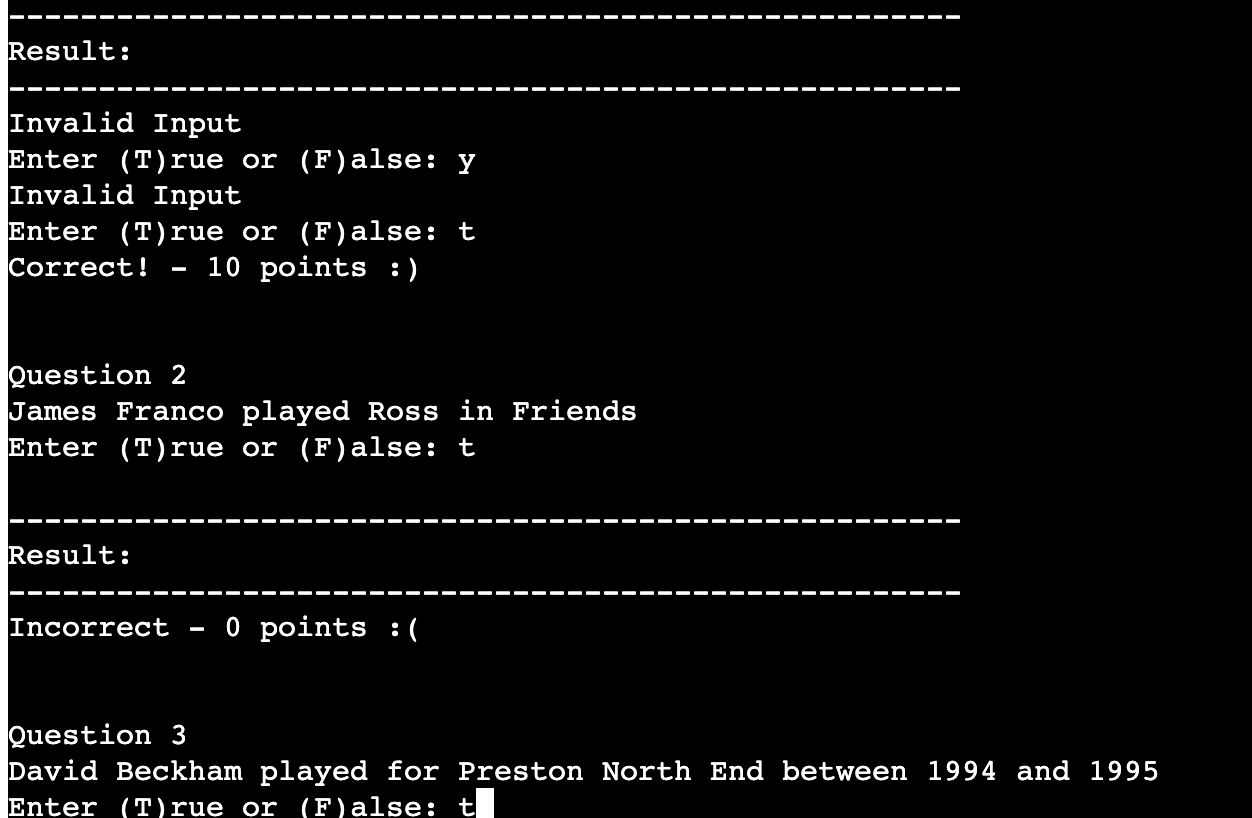 -----------------------------------------------------
Result:
-----------------------------------------------------
Invalid Input
Enter (T)rue or (F)alse: y
Invalid Input
Enter (T)rue or (F)alse: t
Correct! - 10 points :)
Question 2
James Franco played Ross in Friends
Enter (T)rue or (F)alse: t
-----------------------------------------------------
Result:
-----------------------------------------------------
Incorrect - 0 points :(
Question 3
David Beckham played for Preston North End between 1994 and 1995
Enter (T)rue or (F)alse: t